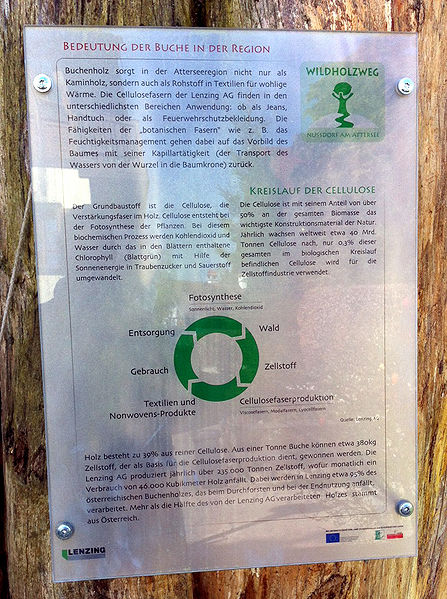 BEDEUTUNG DER BUCHE IN DER REGION
Buchenholz sorgt in der Atterseeregion nicht nur als
Kaminholz, sondern auch als Rohstoff in Textilien für wohlige
Wärme. Die Cellulosefasern der Lenzing AG finden in den
unterschiedlichsten Bereichen Anwendung: ob als Jeans,
Handtuch oder als Feuerwehrschutzbekleidung. Die
Fähigkeiten der „botanischen Fasern" wie z. B. das
Feuchtigkeitsmanagement gehen dabei auf das Vorbild des
Baumes mit seiner Kapillartätigkeit (der Transport des
Wassers von der Wurzel in die Baumkrone) zurück.
WILDHOLZWEG
NUSSDORF AM ATTERSEE
Der Grundbaustoff ist die Cellulose, die
Verstärkungsfaser im Holz. Cellulose entsteht bei
der Fotosynthese der Pflanzen. Bei diesem
biochemischen Prozess werden Kohlendioxid und
Wasser durch das in den Blättern enthaltene
Chlorophyll (Blattgrün) mit Hilfe der
Sonnenenergie in Traubenzucker und Sauerstoff
umgewandelt.
KREISLAUF DER CELLULOSE
Die Cellulose ist mit seinem Anteil von über
50% an der gesamten Biomasse das
wichtigste Konstruktionsmaterial der Natur.
Jährlich wachsen weltweit etwa 40 Mrd.
Tonnen Cellulose nach, nur 0,3% dieser
gesamten im biologischen Kreislauf
befindlichen Cellulose wird für die
Zellstoffindustrie verwendet.
Fotosynthese
Sonnenlicht, Wasser, Kohlendioxid
Entsorgung
Wald
Gebrauch
Zellstoff
Textilien und
Nonwovens-Produkte
Cellulosefaserproduktion
Viscosefasern, Modalfasern, Lyocellfasern
Quelle: Lenzing AG
Holz besteht zu 39% aus reiner Cellulose. Aus einer Tonne Buche können etwa 380kg
Zellstoff, der als Basis für die Cellulosefaserproduktion dient, gewonnen werden. Die
Lenzing AG produziert jährlich über 235.000 Tonnen Zellstoff, wofür monatlich ein
Verbrauch von 46.000 Kubikmeter Holz anfällt. Dabei werden in Lenzing etwa 95% des
österreichischen Buchenholzes, das beim Durchforsten und bei der Endnutzung anfällt,
verarbeitet. Mehr als die Hälfte des von der Lenzing AG verarbeiteten Holzes stammt
aus Österreich.
LENZING